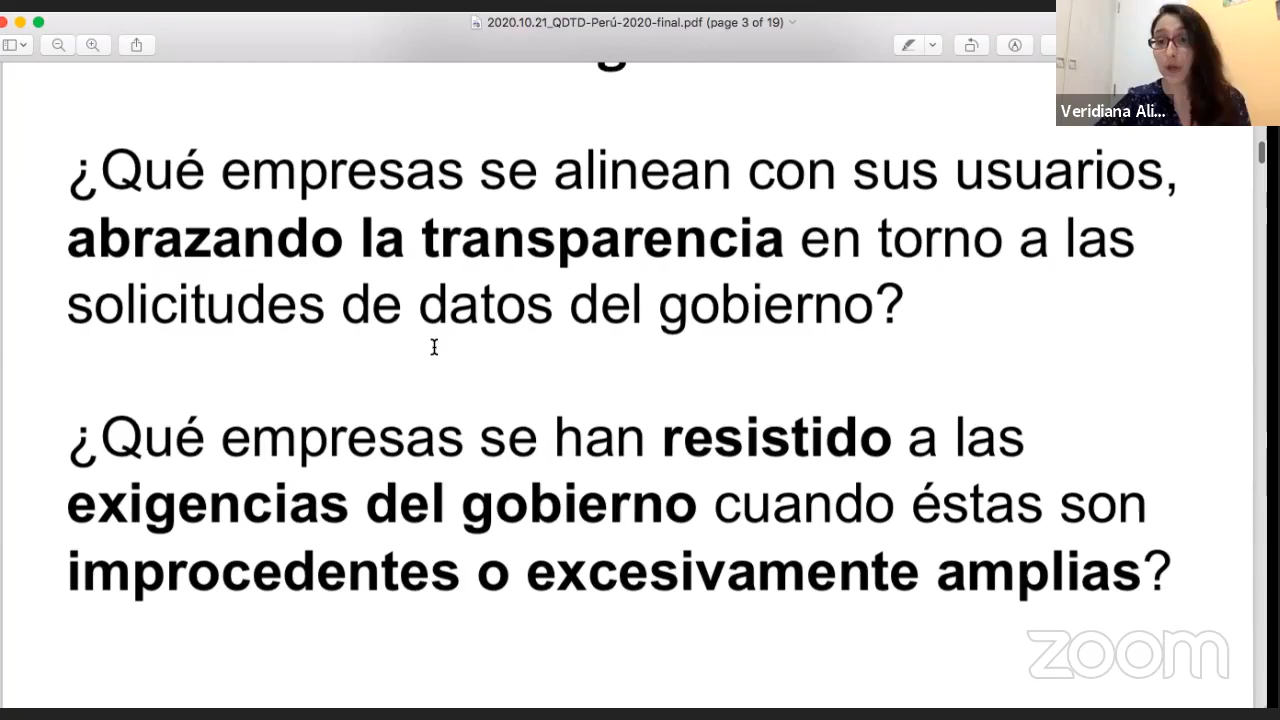 2020.10.21_QDTD-Perú-2020-final.pdf (page 3 of 19)
Veridiana Ali...
¿Qué empresas se alinean con sus usuarios,
abrazando la transparencia en torno a las
solicitudes de datos del gobierno?
¿Qué empresas se han resistido a las
exigencias del gobierno cuando éstas son
improcedentes o excesivamente amplias?
zoom